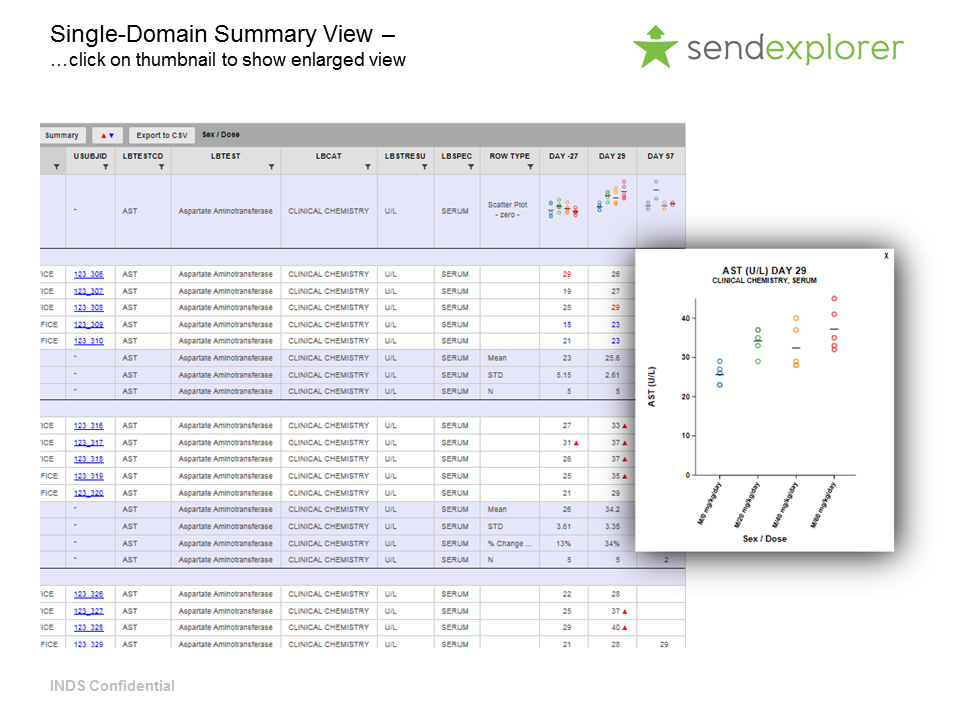 Single-Domain Summary View –
…click on thumbnail to show enlarged view
sendexplorer
Summary ▲▼ Export to CSV Sex / Dose
USUBJID LBTESTCD LBTEST LBCAT LBSTRESU LBSPEC ROW TYPE DAY -27 DAY 29 DAY 57
AST Aspartate Aminotransferase CLINICAL CHEMISTRY U/L SERUM Scatter Plot
- zero -
ICE 123_306 AST Aspartate Aminotransferase CLINICAL CHEMISTRY U/L SERUM 29 26
ICE 123_307 AST Aspartate Aminotransferase CLINICAL CHEMISTRY U/L SERUM 19 27
ICE 123_308 AST Aspartate Aminotransferase CLINICAL CHEMISTRY U/L SERUM 28 29
FICE 123_309 AST Aspartate Aminotransferase CLINICAL CHEMISTRY U/L SERUM 18 23
FICE 123_310 AST Aspartate Aminotransferase CLINICAL CHEMISTRY U/L SERUM 21 23
AST Aspartate Aminotransferase CLINICAL CHEMISTRY U/L SERUM Mean 23 25.6
AST Aspartate Aminotransferase CLINICAL CHEMISTRY U/L SERUM STD 5.15 2.61
AST Aspartate Aminotransferase CLINICAL CHEMISTRY U/L SERUM N 5 5
ICE 123_316 AST Aspartate Aminotransferase CLINICAL CHEMISTRY U/L SERUM 27 33 ▲
ICE 123_317 AST Aspartate Aminotransferase CLINICAL CHEMISTRY U/L SERUM 31 ▲ 37 ▲
ICE 123_318 AST Aspartate Aminotransferase CLINICAL CHEMISTRY U/L SERUM 26 37 ▲
FICE 123_319 AST Aspartate Aminotransferase CLINICAL CHEMISTRY U/L SERUM 25 35 ▲
FICE 123_320 AST Aspartate Aminotransferase CLINICAL CHEMISTRY U/L SERUM 21 29
AST Aspartate Aminotransferase CLINICAL CHEMISTRY U/L SERUM Mean 26 34.2
AST Aspartate Aminotransferase CLINICAL CHEMISTRY U/L SERUM STD 3.61 3.35
AST Aspartate Aminotransferase CLINICAL CHEMISTRY U/L SERUM % Change ... 13% 34%
AST Aspartate Aminotransferase CLINICAL CHEMISTRY U/L SERUM N 5 5 2
ICE 123_326 AST Aspartate Aminotransferase CLINICAL CHEMISTRY U/L SERUM 22 28
ICE 123_327 AST Aspartate Aminotransferase CLINICAL CHEMISTRY U/L SERUM 25 37 ▲
ICE 123_328 AST Aspartate Aminotransferase CLINICAL CHEMISTRY U/L SERUM 29 40 ▲
FICE 123_329 AST Aspartate Aminotransferase CLINICAL CHEMISTRY U/L SERUM 21 28 29
X
AST (U/L) DAY 29
CLINICAL CHEMISTRY, SERUM
AST (U/L)
40
30
20
10
0
M/0 mg/kg/day
M/20 mg/kg/day
M/40 mg/kg/day
M/60 mg/kg/day
Sex / Dose
INDS Confidential